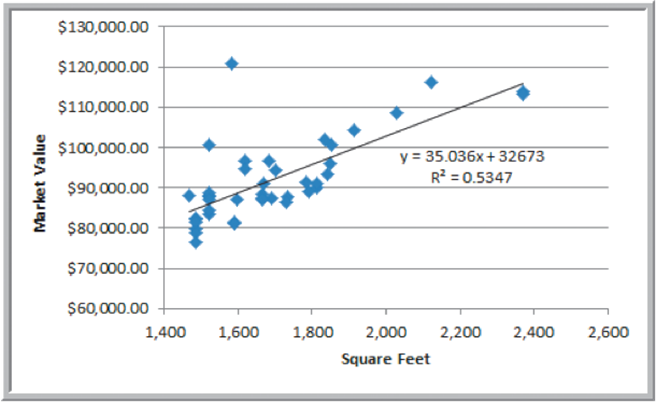 $130,000.00
$120,000.00
$110,000.00
$100,000.00
$90,000.00
$80,000.00
$70,000.00
$60,000.00
Market Value
y = 35.036x + 32673
R² = 0.5347
1,400 1,600 1,800 2,000 2,200 2,400 2,600
Square Feet